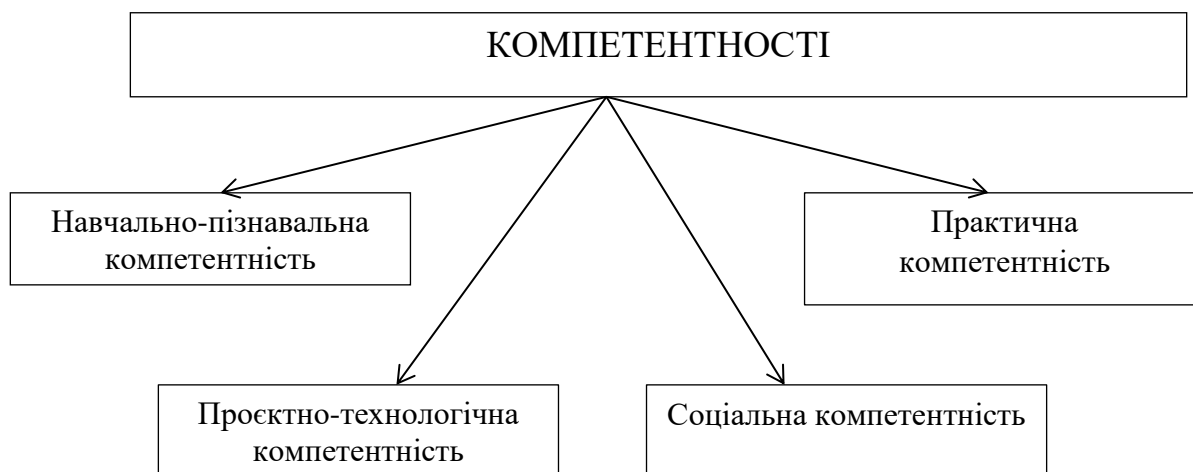 КОМПЕТЕНТНОСТІ
Навчально-пізнавальна
компетентність
Практична
компетентність
Проєктно-технологічна
компетентність
Соціальна компетентність